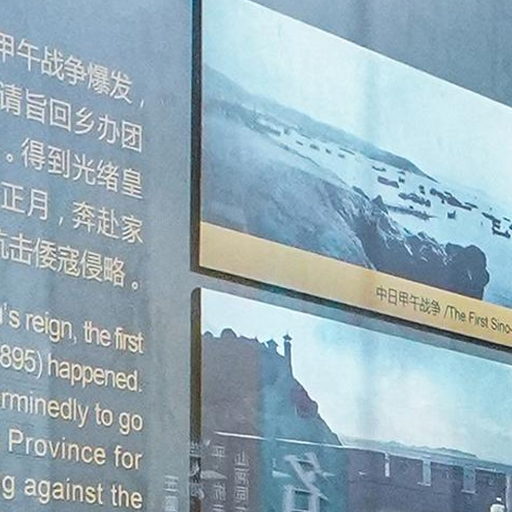 甲午战争爆发，
请旨回乡办团
。得到光绪皇
正月，奔赴家
抗击倭寇侵略。
's reign, the first
895) happened.
rminedly to go
Province for
g against the
中日甲午战争 /The First Sino-